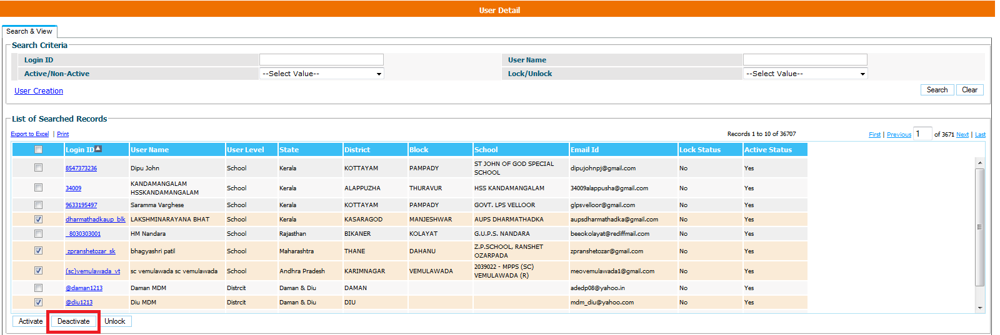 User Detail
Search & View
Search Criteria
Login ID User Name
Active/Non-Active --Select Value-- Lock/Unlock --Select Value--
User Creation Search Clear
List of Searched Records
Export to Excel | Print Records 1 to 10 of 36707 First | Previous 1 of 3671 Next | Last
Login ID User Name User Level State District Block School Email Id Lock Status Active Status
8547373236 Dipu John School Kerala KOTTAYAM PAMPADY ST JOHN OF GOD SPECIAL SCHOOL dipujohnpj@gmail.com No Yes
34009 KANDAMANGALAM HSSKANDAMANGALAM School Kerala ALAPPUZHA THURAVUR HSS KANDAMANGALAM 34009alappusha@gmail.com No Yes
9633195497 Saramma Varghese School Kerala KOTTAYAM PAMPADY GOVT. LPS VELLOOR glpsvelloor@gmail.com No Yes
dharmathadkaup_blk LAKSHMINARAYANA BHAT School Kerala KASARAGOD MANJESHWAR AUPS DHARMATHADKA aupsdharmathadka@gmail.com No Yes
_8030303001 HM Nandara School Rajasthan BIKANER KOLAYAT G.U.P.S. NANDARA beeokolayat@rediffmail.com No Yes
_zpranshetozar_sk bhagyashri patil School Maharashtra THANE DAHANU Z.P.SCHOOL, RANSHET OZARPADA zpranshetozar@gmail.com No Yes
(sc)vemulawada_vt sc vemulawada sc vemulawada School Andhra Pradesh KARIMNAGAR VEMULAWADA 2039022 - MPPS (SC) VEMULAWADA (R) meovemulawada1@gmail.com No Yes
@daman1213 Daman MDM Distrcit Daman & Diu DAMAN adedp08@yahoo.in No Yes
@diu1213 Diu MDM Distrcit Daman & Diu DIU mdm_diu@yahoo.com No Yes
Activate Deactivate Unlock